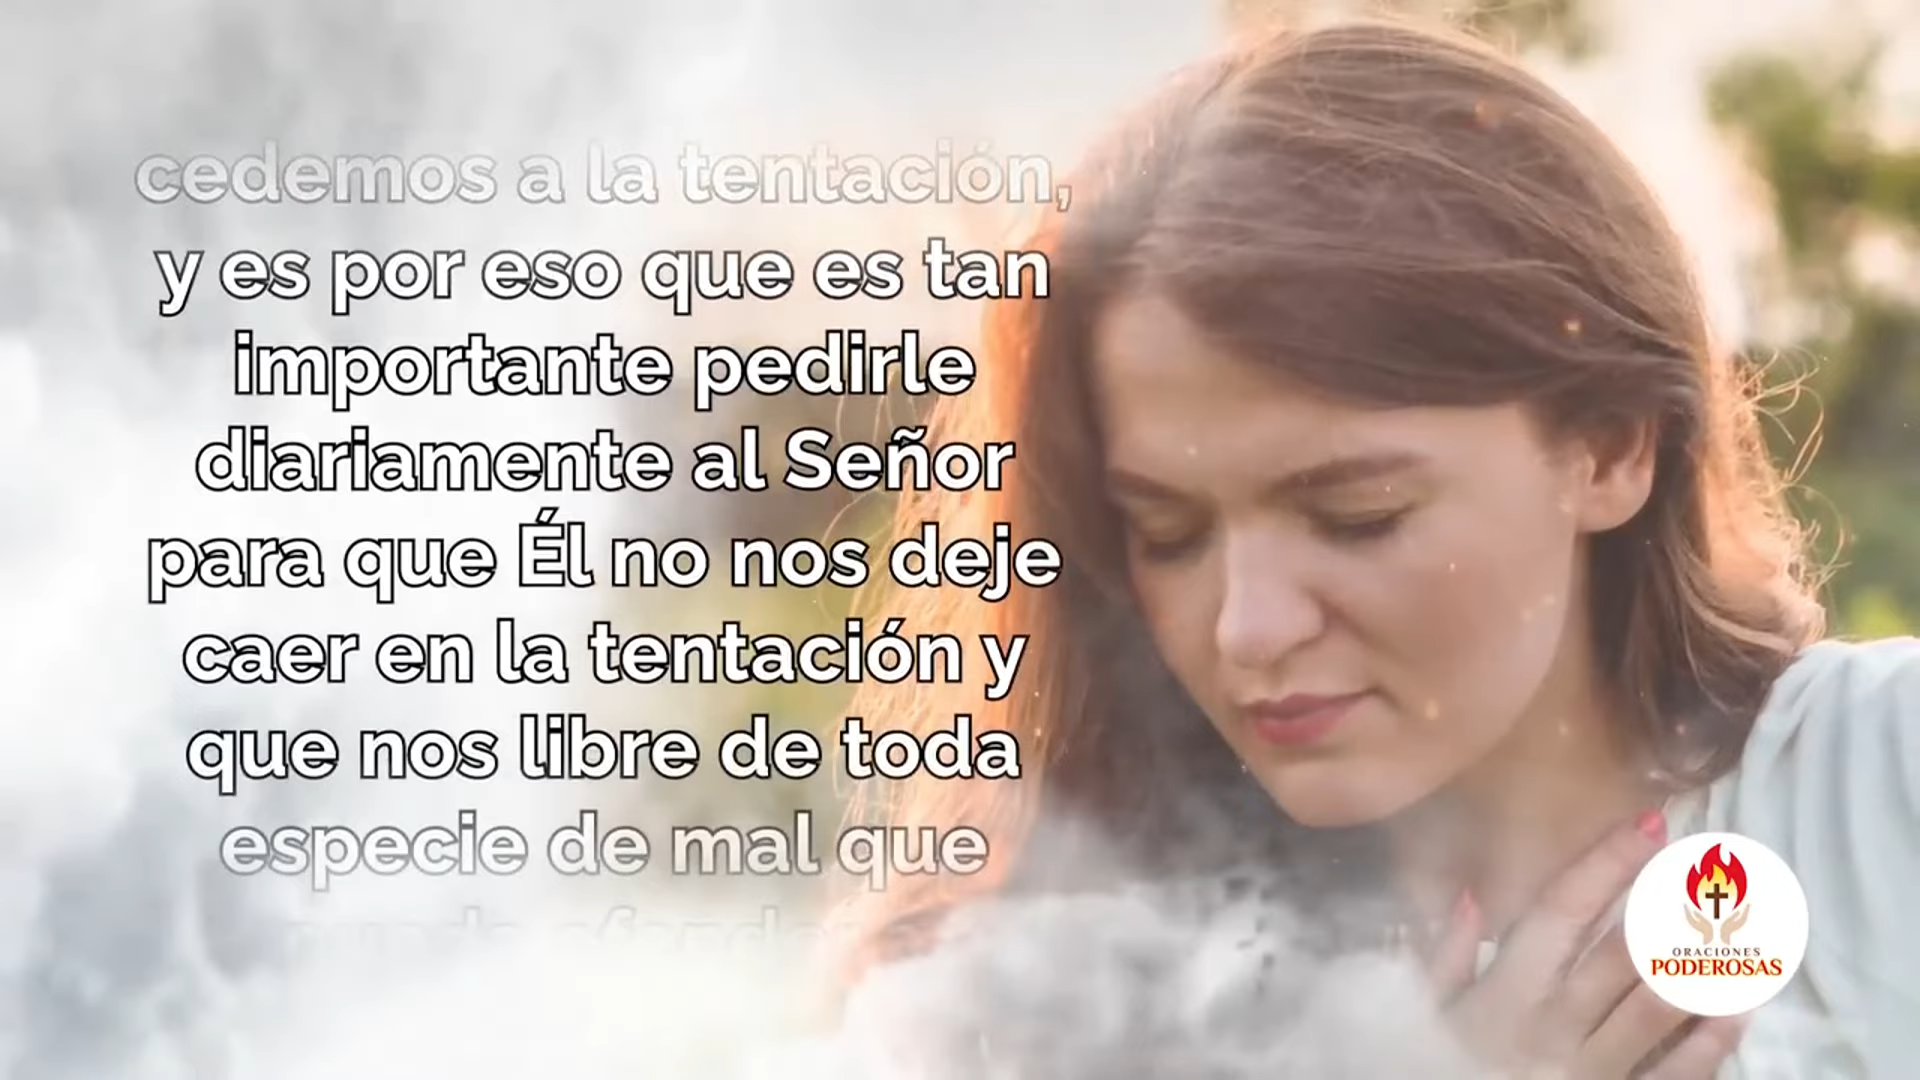 cedemos a la tentación,
y es por eso que es tan
importante pedirle
diariamente al Señor
para que Él no nos deje
caer en la tentación y
que nos libre de toda
especie de mal que
ORACIONES
PODEROSAS